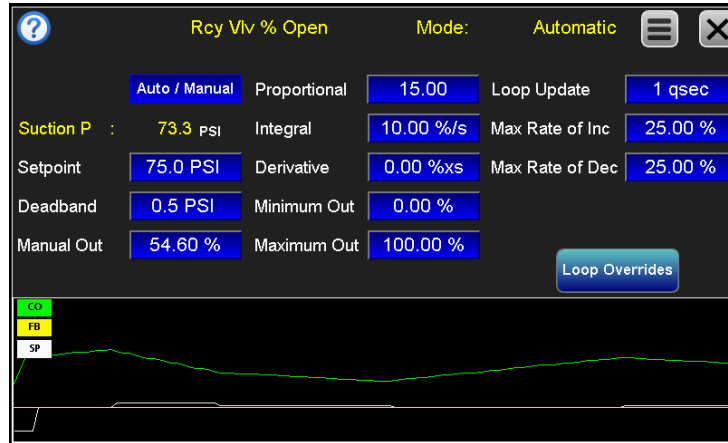 ?
Rcy Vlv % Open Mode: Automatic
Auto / Manual Proportional 15.00 Loop Update 1 qsec
Suction P : 73.3 PSI Integral 10.00 %/s Max Rate of Inc 25.00 %
Setpoint 75.0 PSI Derivative 0.00 %xs Max Rate of Dec 25.00 %
Deadband 0.5 PSI Minimum Out 0.00 %
Manual Out 54.60 % Maximum Out 100.00 %
Loop Overrides
CO
FB
SP